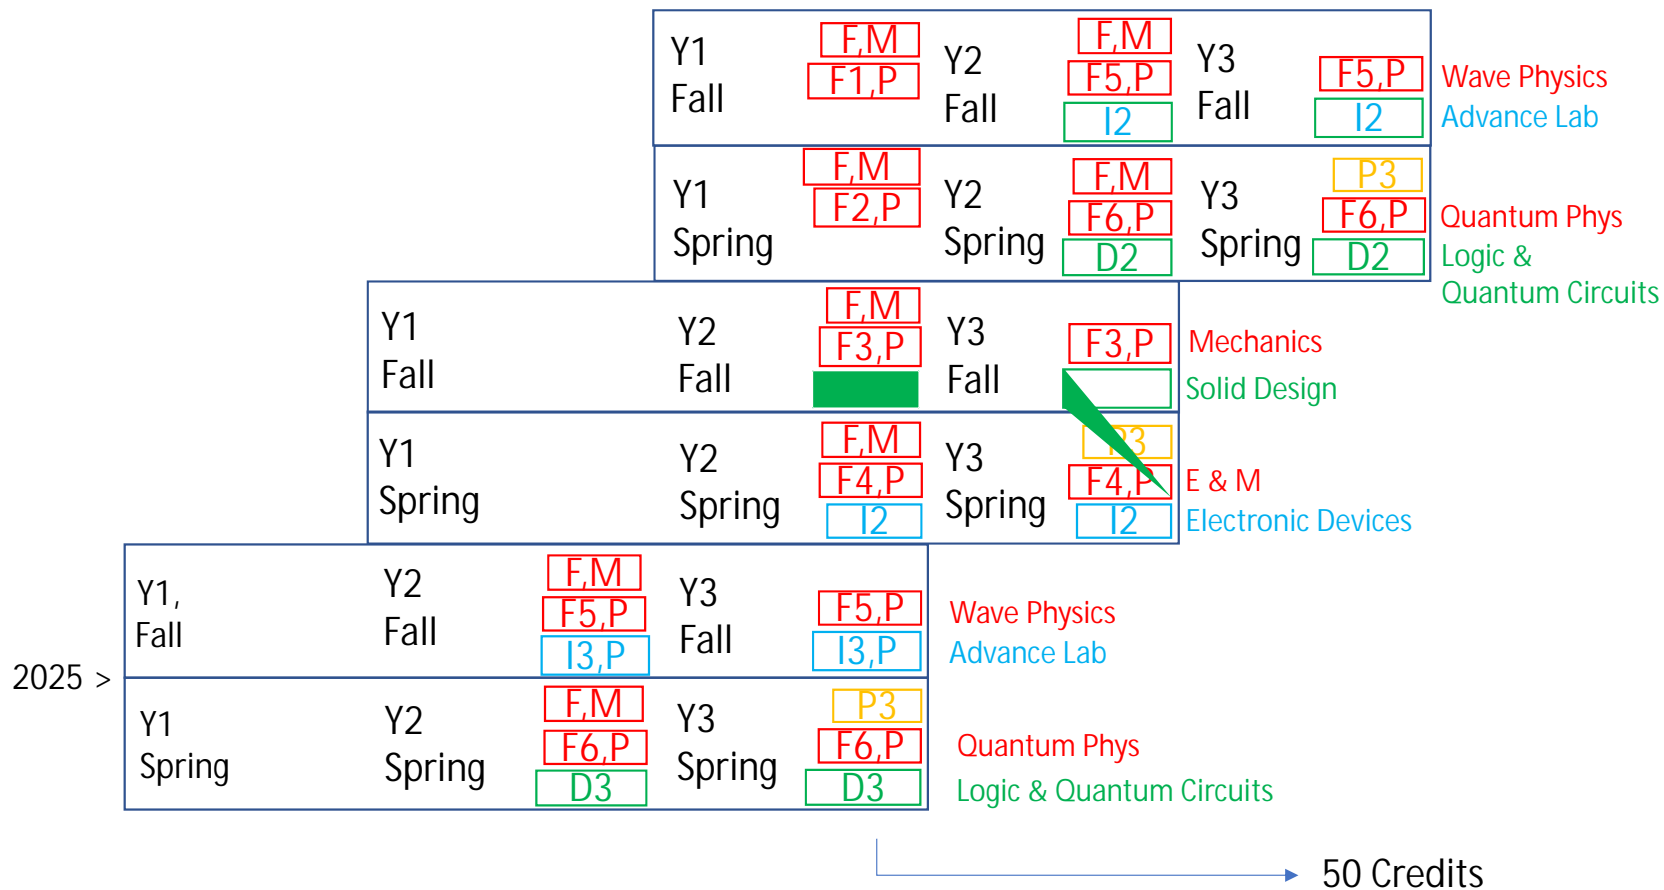 Y1
Fall
F,M
F1,P
Y2
Fall
F,M
F5,P
I2
Y3
Fall
F5,P
I2
Wave Physics
Advance Lab
Y1
Spring
F,M
F2,P
Y2
Spring
F,M
F6,P
D2
Y3
Spring
P3
F6,P
D2
Quantum Phys
Logic &
Quantum Circuits
Y1
Fall
Y2
Fall
F,M
F3,P
Y3
Fall
F3,P
Mechanics
Solid Design
Y1
Spring
Y2
Spring
F,M
F4,P
I2
Y3
Spring
P3
F4,P
I2
E & M
Electronic Devices
2025 >
Y1,
Fall
Y2
Fall
F,M
F5,P
I3,P
Y3
Fall
F5,P
I3,P
Wave Physics
Advance Lab
Y1
Spring
Y2
Spring
F,M
F6,P
D3
Y3
Spring
P3
F6,P
D3
Quantum Phys
Logic & Quantum Circuits
50 Credits